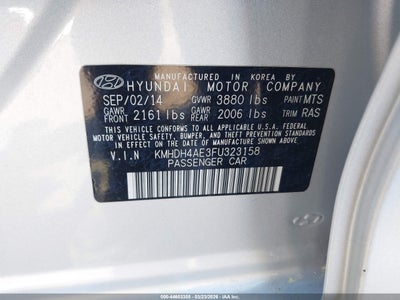 MANUFACTURED IN KOREA BY
HYUNDAI MOTOR COMPANY
SEP/02/14 GVWR 3880 lbs PAINT MTS
GAWR FRONT 2161 lbs GAWR REAR 2006 lbs TRIM RAS
THIS VEHICLE CONFORMS TO ALL APPLICABLE U.S.A. FEDERAL
MOTOR VEHICLE SAFETY, BUMPER, AND THEFT PREVENTION STANDARDS
IN EFFECT ON THE DATE OF MANUFACTURE SHOWN ABOVE.
V.I.N KMHDH4AE3FU323158
PASSENGER CAR